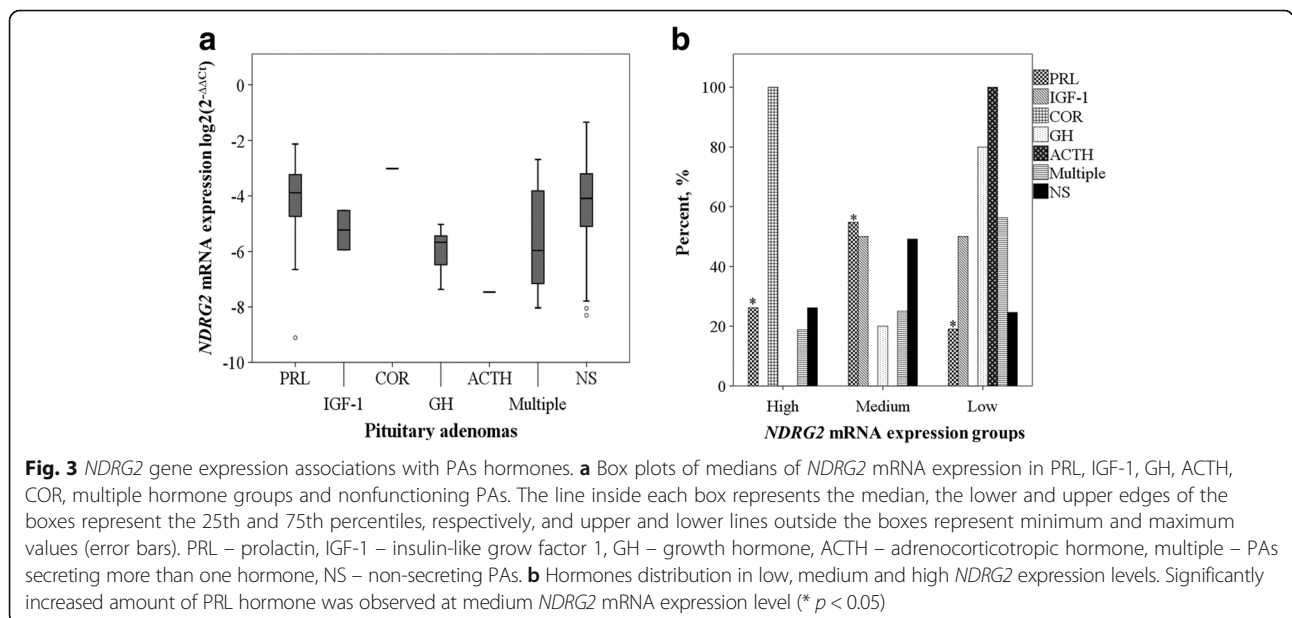 a
NDRG2 mRNA expression log2(2-ΔΔCt)
0
-2
-4
-6
-8
-10
PRL
IGF-1
COR
GH
ACTH
Multiple
NS
Pituitary adenomas
b
Percent, %
100
80
60
40
20
0
*
*
*
High
Medium
Low
NDRG2 mRNA expression groups
PRL
IGF-1
COR
GH
ACTH
Multiple
NS
Fig. 3 NDRG2 gene expression associations with PAs hormones. a Box plots of medians of NDRG2 mRNA expression in PRL, IGF-1, GH, ACTH,
COR, multiple hormone groups and nonfunctioning PAs. The line inside each box represents the median, the lower and upper edges of the
boxes represent the 25th and 75th percentiles, respectively, and upper and lower lines outside the boxes represent minimum and maximum
values (error bars). PRL – prolactin, IGF-1 – insulin-like grow factor 1, GH – growth hormone, ACTH – adrenocorticotropic hormone, multiple – PAs
secreting more than one hormone, NS – non-secreting PAs. b Hormones distribution in low, medium and high NDRG2 expression levels. Significantly
increased amount of PRL hormone was observed at medium NDRG2 mRNA expression level (* p < 0.05)